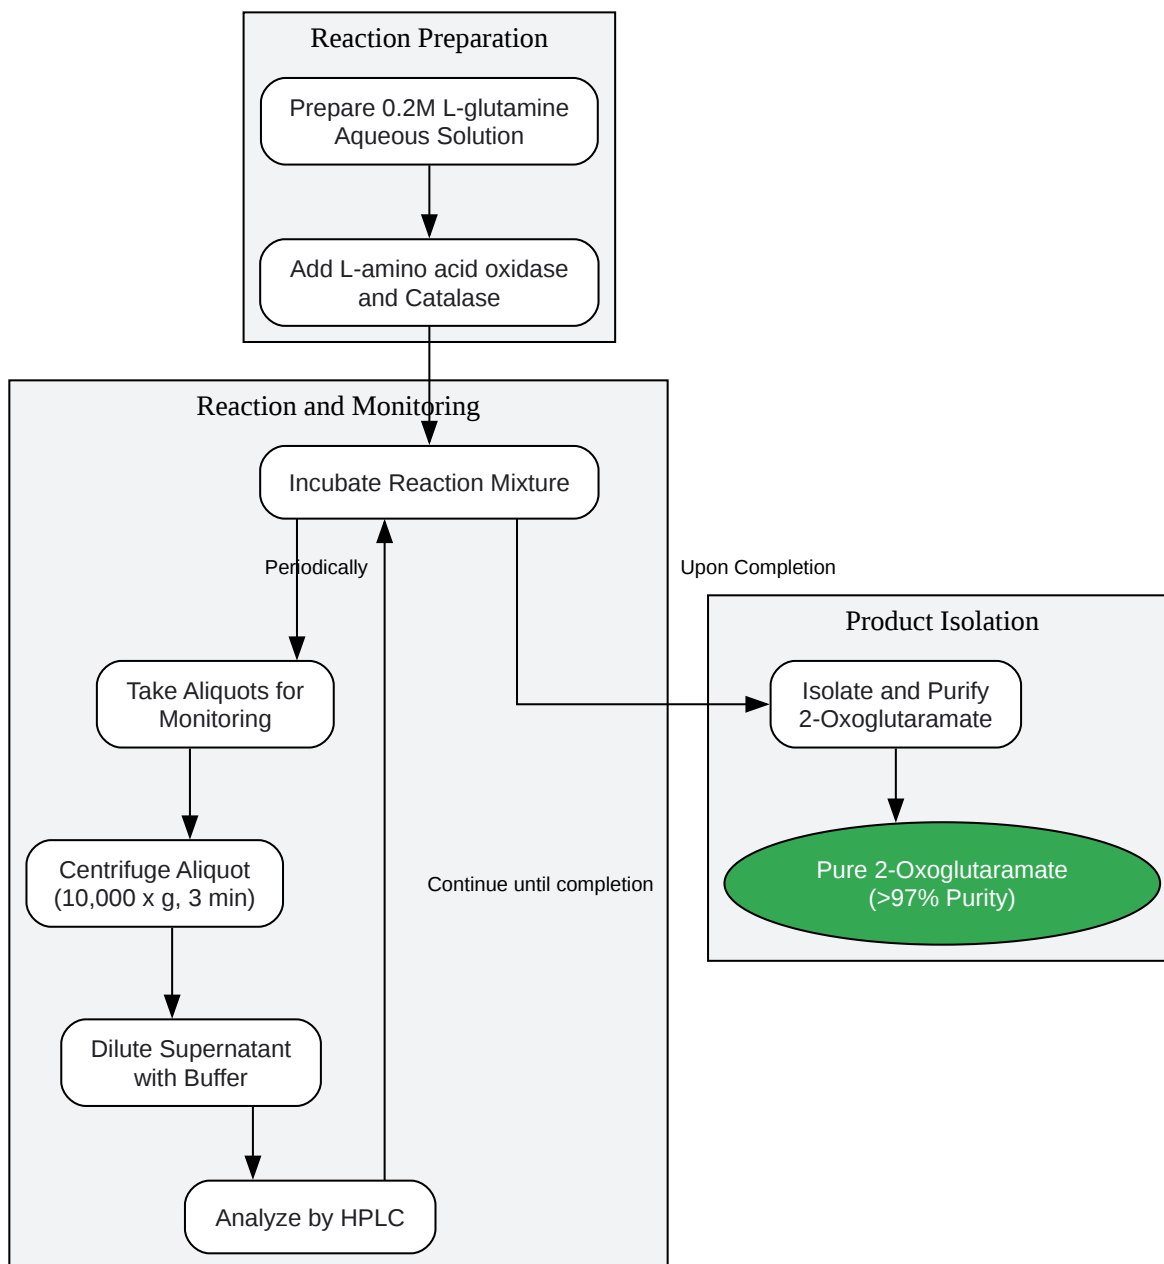 Reaction Preparation
Prepare 0.2M L-glutamine
Aqueous Solution
Add L-amino acid oxidase
and Catalase
Reaction and Monitoring
Incubate Reaction Mixture
Periodically
Upon Completion
Take Aliquots for
Monitoring
Centrifuge Aliquot
(10,000 x g, 3 min)
Continue until completion
Dilute Supernatant
with Buffer
Analyze by HPLC
Product Isolation
Isolate and Purify
2-Oxoglutaramate
Pure 2-Oxoglutaramate
(>97% Purity)